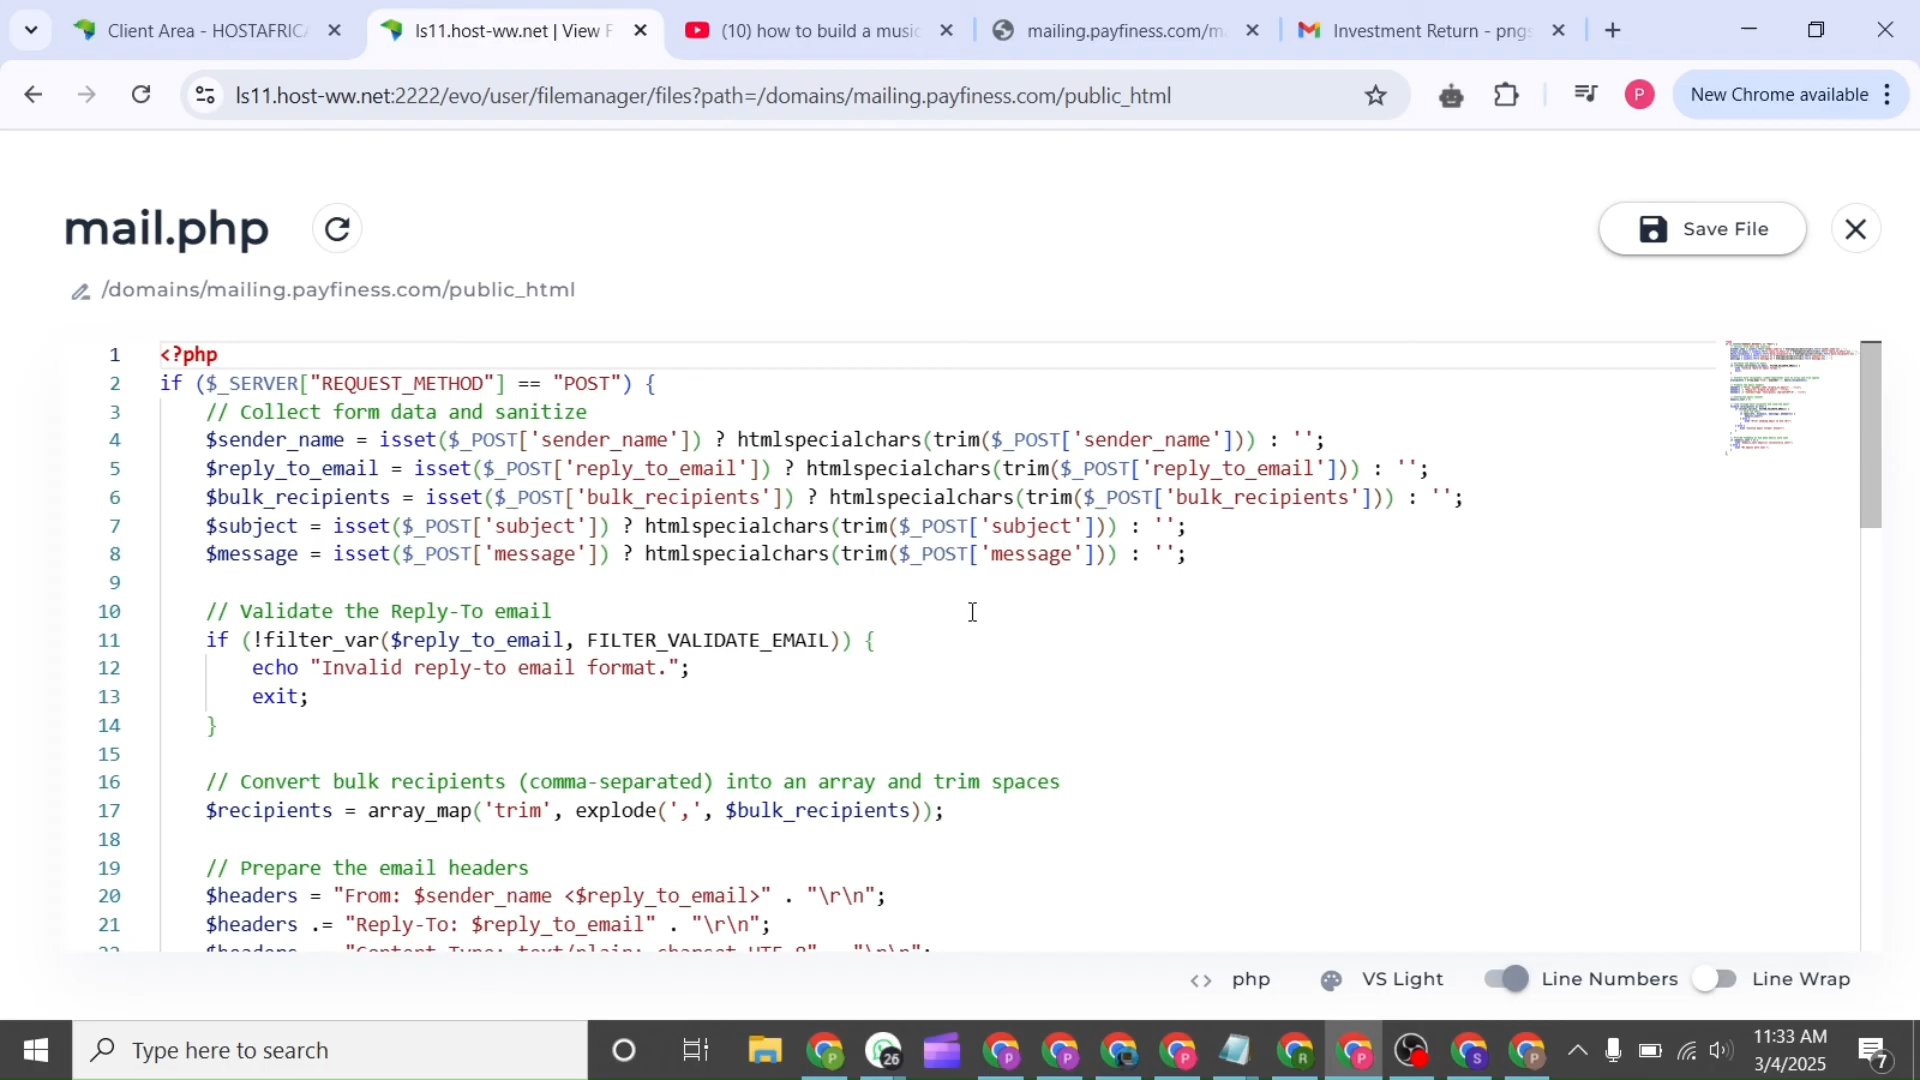 Client Area - HOSTAFRICA
ls11.host-ww.net | View F
(10) how to build a music
mailing.payfiness.com/m
Investment Return - pngs
ls11.host-ww.net:2222/evo/user/filemanager/files?path=/domains/mailing.payfiness.com/public_html
P
New Chrome available
mail.php
Save File
/domains/mailing.payfiness.com/public_html
1 <?php
2 if ($_SERVER["REQUEST_METHOD"] == "POST") {
3 // Collect form data and sanitize
4 $sender_name = isset($_POST['sender_name']) ? htmlspecialchars(trim($_POST['sender_name'])) : '';
5 $reply_to_email = isset($_POST['reply_to_email']) ? htmlspecialchars(trim($_POST['reply_to_email'])) : '';
6 $bulk_recipients = isset($_POST['bulk_recipients']) ? htmlspecialchars(trim($_POST['bulk_recipients'])) : '';
7 $subject = isset($_POST['subject']) ? htmlspecialchars(trim($_POST['subject'])) : '';
8 $message = isset($_POST['message']) ? htmlspecialchars(trim($_POST['message'])) : '';
9
10 // Validate the Reply-To email
11 if (!filter_var($reply_to_email, FILTER_VALIDATE_EMAIL)) {
12 echo "Invalid reply-to email format.";
13 exit;
14 }
15
16 // Convert bulk recipients (comma-separated) into an array and trim spaces
17 $recipients = array_map('trim', explode(',', $bulk_recipients));
18
19 // Prepare the email headers
20 $headers = "From: $sender_name <$reply_to_email>" . "\r\n";
21 $headers .= "Reply-To: $reply_to_email" . "\r\n";
php
VS Light
Line Numbers
Line Wrap
Type here to search
26
11:33 AM
3/4/2025
7